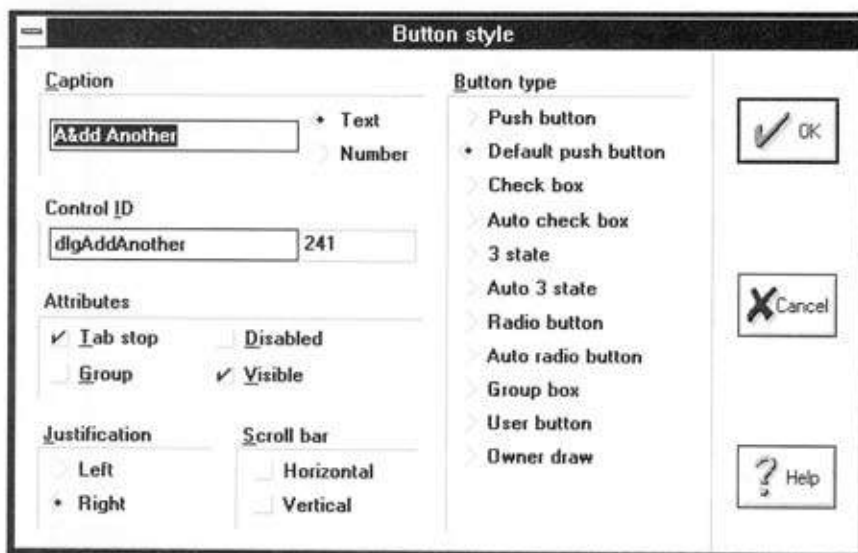 Button style
Caption
A&dd Another
Text
Number
Control ID
dlgAddAnother
241
Attributes
Tab stop
Disabled
Group
Visible
Justification
Left
Right
Scroll bar
Horizontal
Vertical
Button type
Push button
Default push button
Check box
Auto check box
3 state
Auto 3 state
Radio button
Auto radio button
Group box
User button
Owner draw
OK
Cancel
? Help